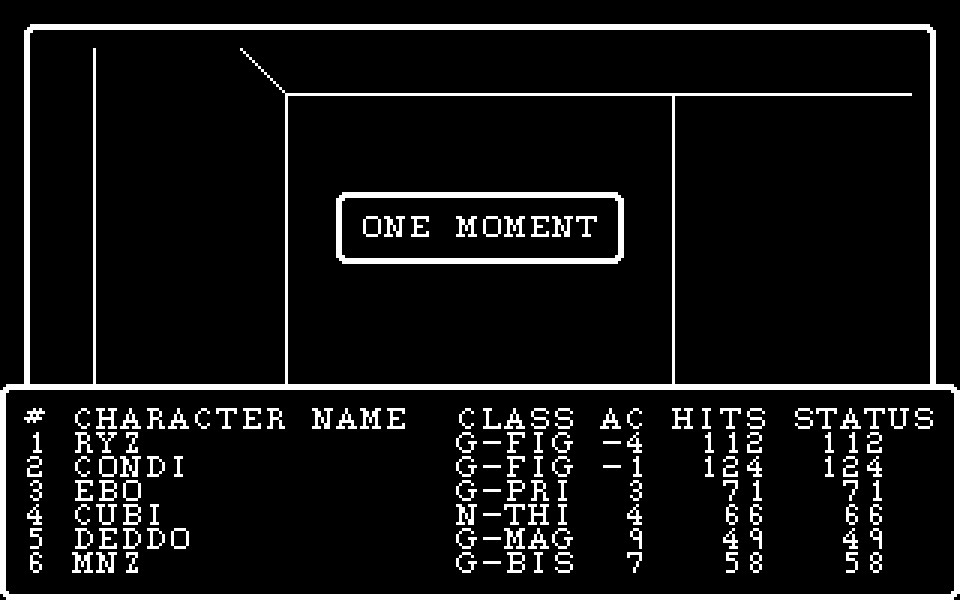 ONE MOMENT
# CHARACTER NAME CLASS AC HITS STATUS
1 RYZ G-FIG -4 112 112
2 CONDI G-FIG -1 124 124
3 EBO G-PRI 3 71 71
4 CUBI N-THI 4 66 66
5 DEDDO G-MAG 9 49 49
6 MNZ G-BIS 7 58 58